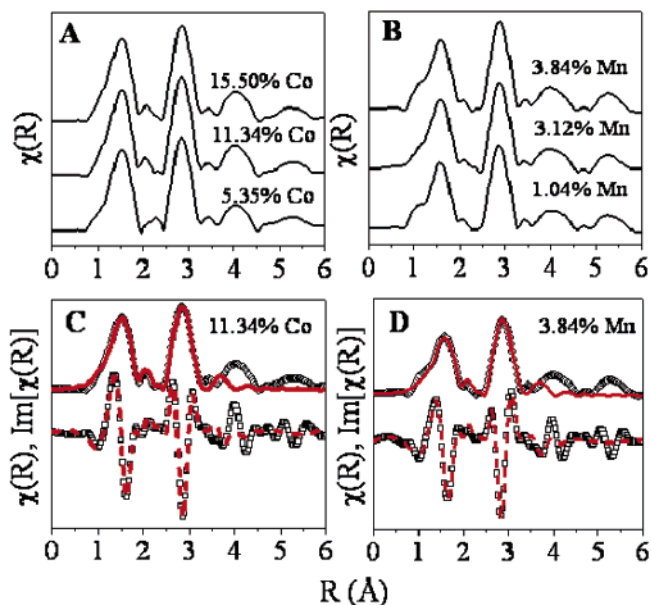 A
15.50% Co
11.34% Co
5.35% Co
χ(R)
0 1 2 3 4 5 6
B
3.84% Mn
3.12% Mn
1.04% Mn
χ(R)
0 1 2 3 4 5 6
C
11.34% Co
χ(R), Im[χ(R)]
0 1 2 3 4 5 6
D
3.84% Mn
χ(R), Im[χ(R)]
0 1 2 3 4 5 6
R (Å)